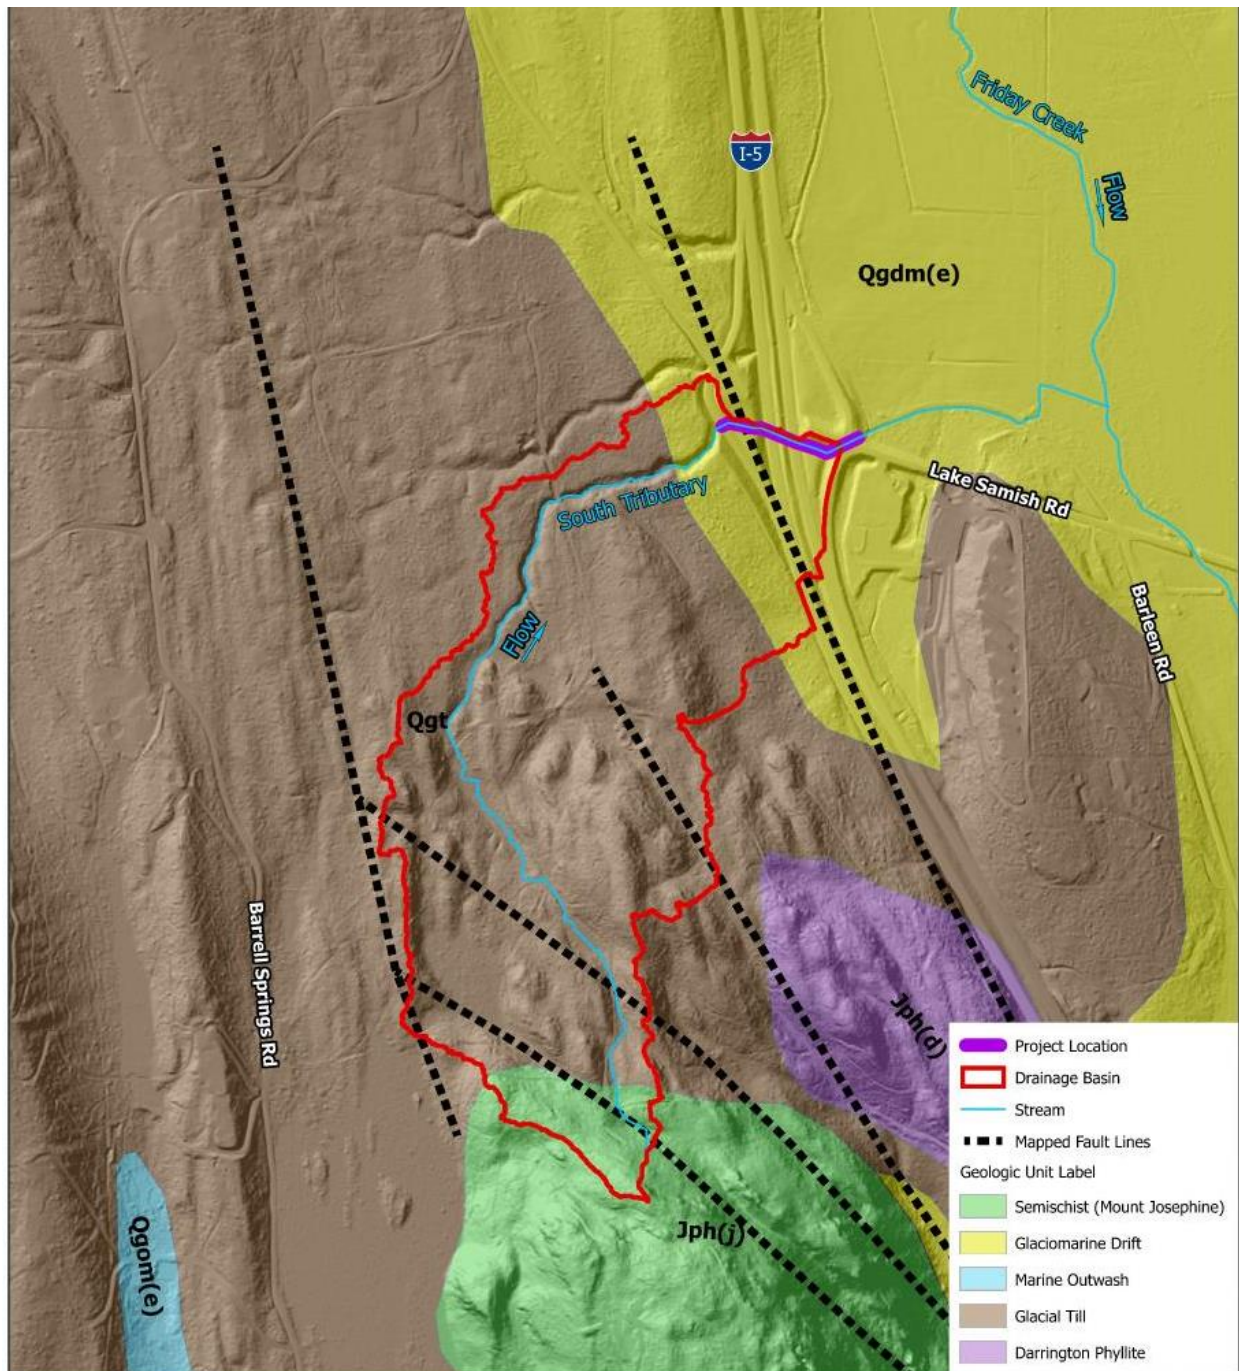 Friday Creek
I-5
Flow
Qgdm(e)
Lake Samish Rd
South Tributary
Barleen Rd
Flow
Qgt
Barrell Springs Rd
Jph(d)
Jph(j)
Qgom(e)
Project Location
Drainage Basin
Stream
Mapped Fault Lines
Geologic Unit Label
Semischist (Mount Josephine)
Glaciomarine Drift
Marine Outwash
Glacial Till
Darrington Phyllite